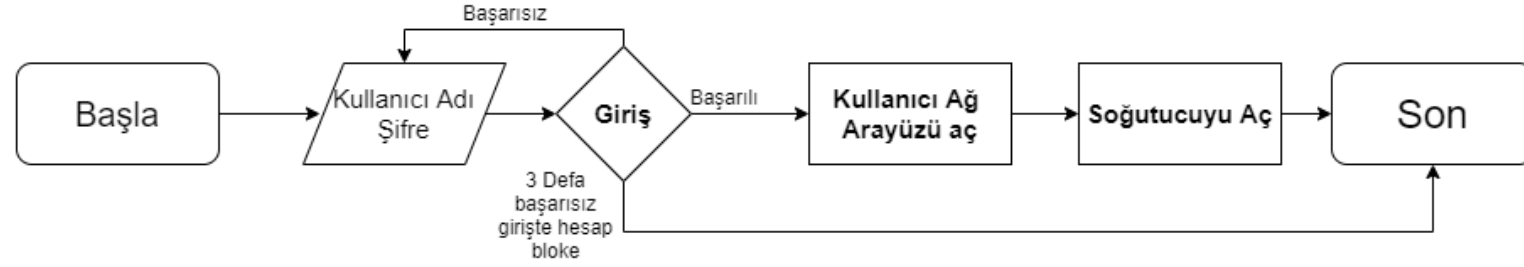 Başarısız
Başla
Kullanıcı Adı
Şifre
Giriş
Başarılı
Kullanıcı Ağ
Arayüzü aç
Soğutucuyu Aç
Son
3 Defa
başarısız
girişte hesap
bloke